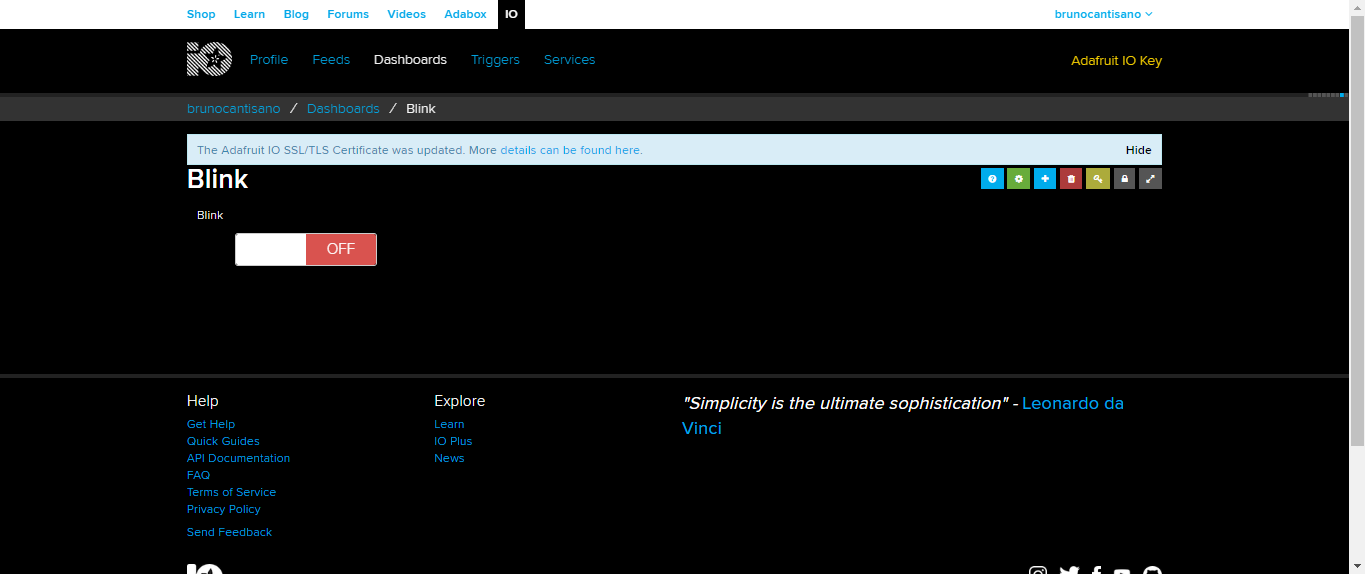 Shop Learn Blog Forums Videos Adabox IO brunocantisano
Profile Feeds Dashboards Triggers Services Adafruit IO Key
brunocantisano / Dashboards / Blink
The Adafruit IO SSL/TLS Certificate was updated. More details can be found here. Hide
Blink
Blink
OFF
Help
Get Help
Quick Guides
API Documentation
FAQ
Terms of Service
Privacy Policy
Send Feedback
Explore
Learn
IO Plus
News
"Simplicity is the ultimate sophistication" - Leonardo da
Vinci